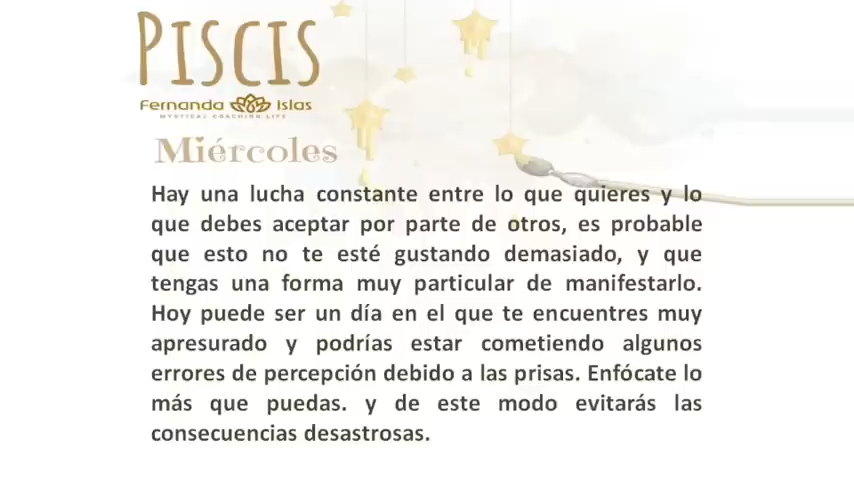 PISCIS
Fernanda Islas
MYSTICAL COACHING LIFE
Miércoles
Hay una lucha constante entre lo que quieres y lo
que debes aceptar por parte de otros, es probable
que esto no te esté gustando demasiado, y que
tengas una forma muy particular de manifestarlo.
Hoy puede ser un día en el que te encuentres muy
apresurado y podrías estar cometiendo algunos
errores de percepción debido a las prisas. Enfócate lo
más que puedas. y de este modo evitarás las
consecuencias desastrosas.